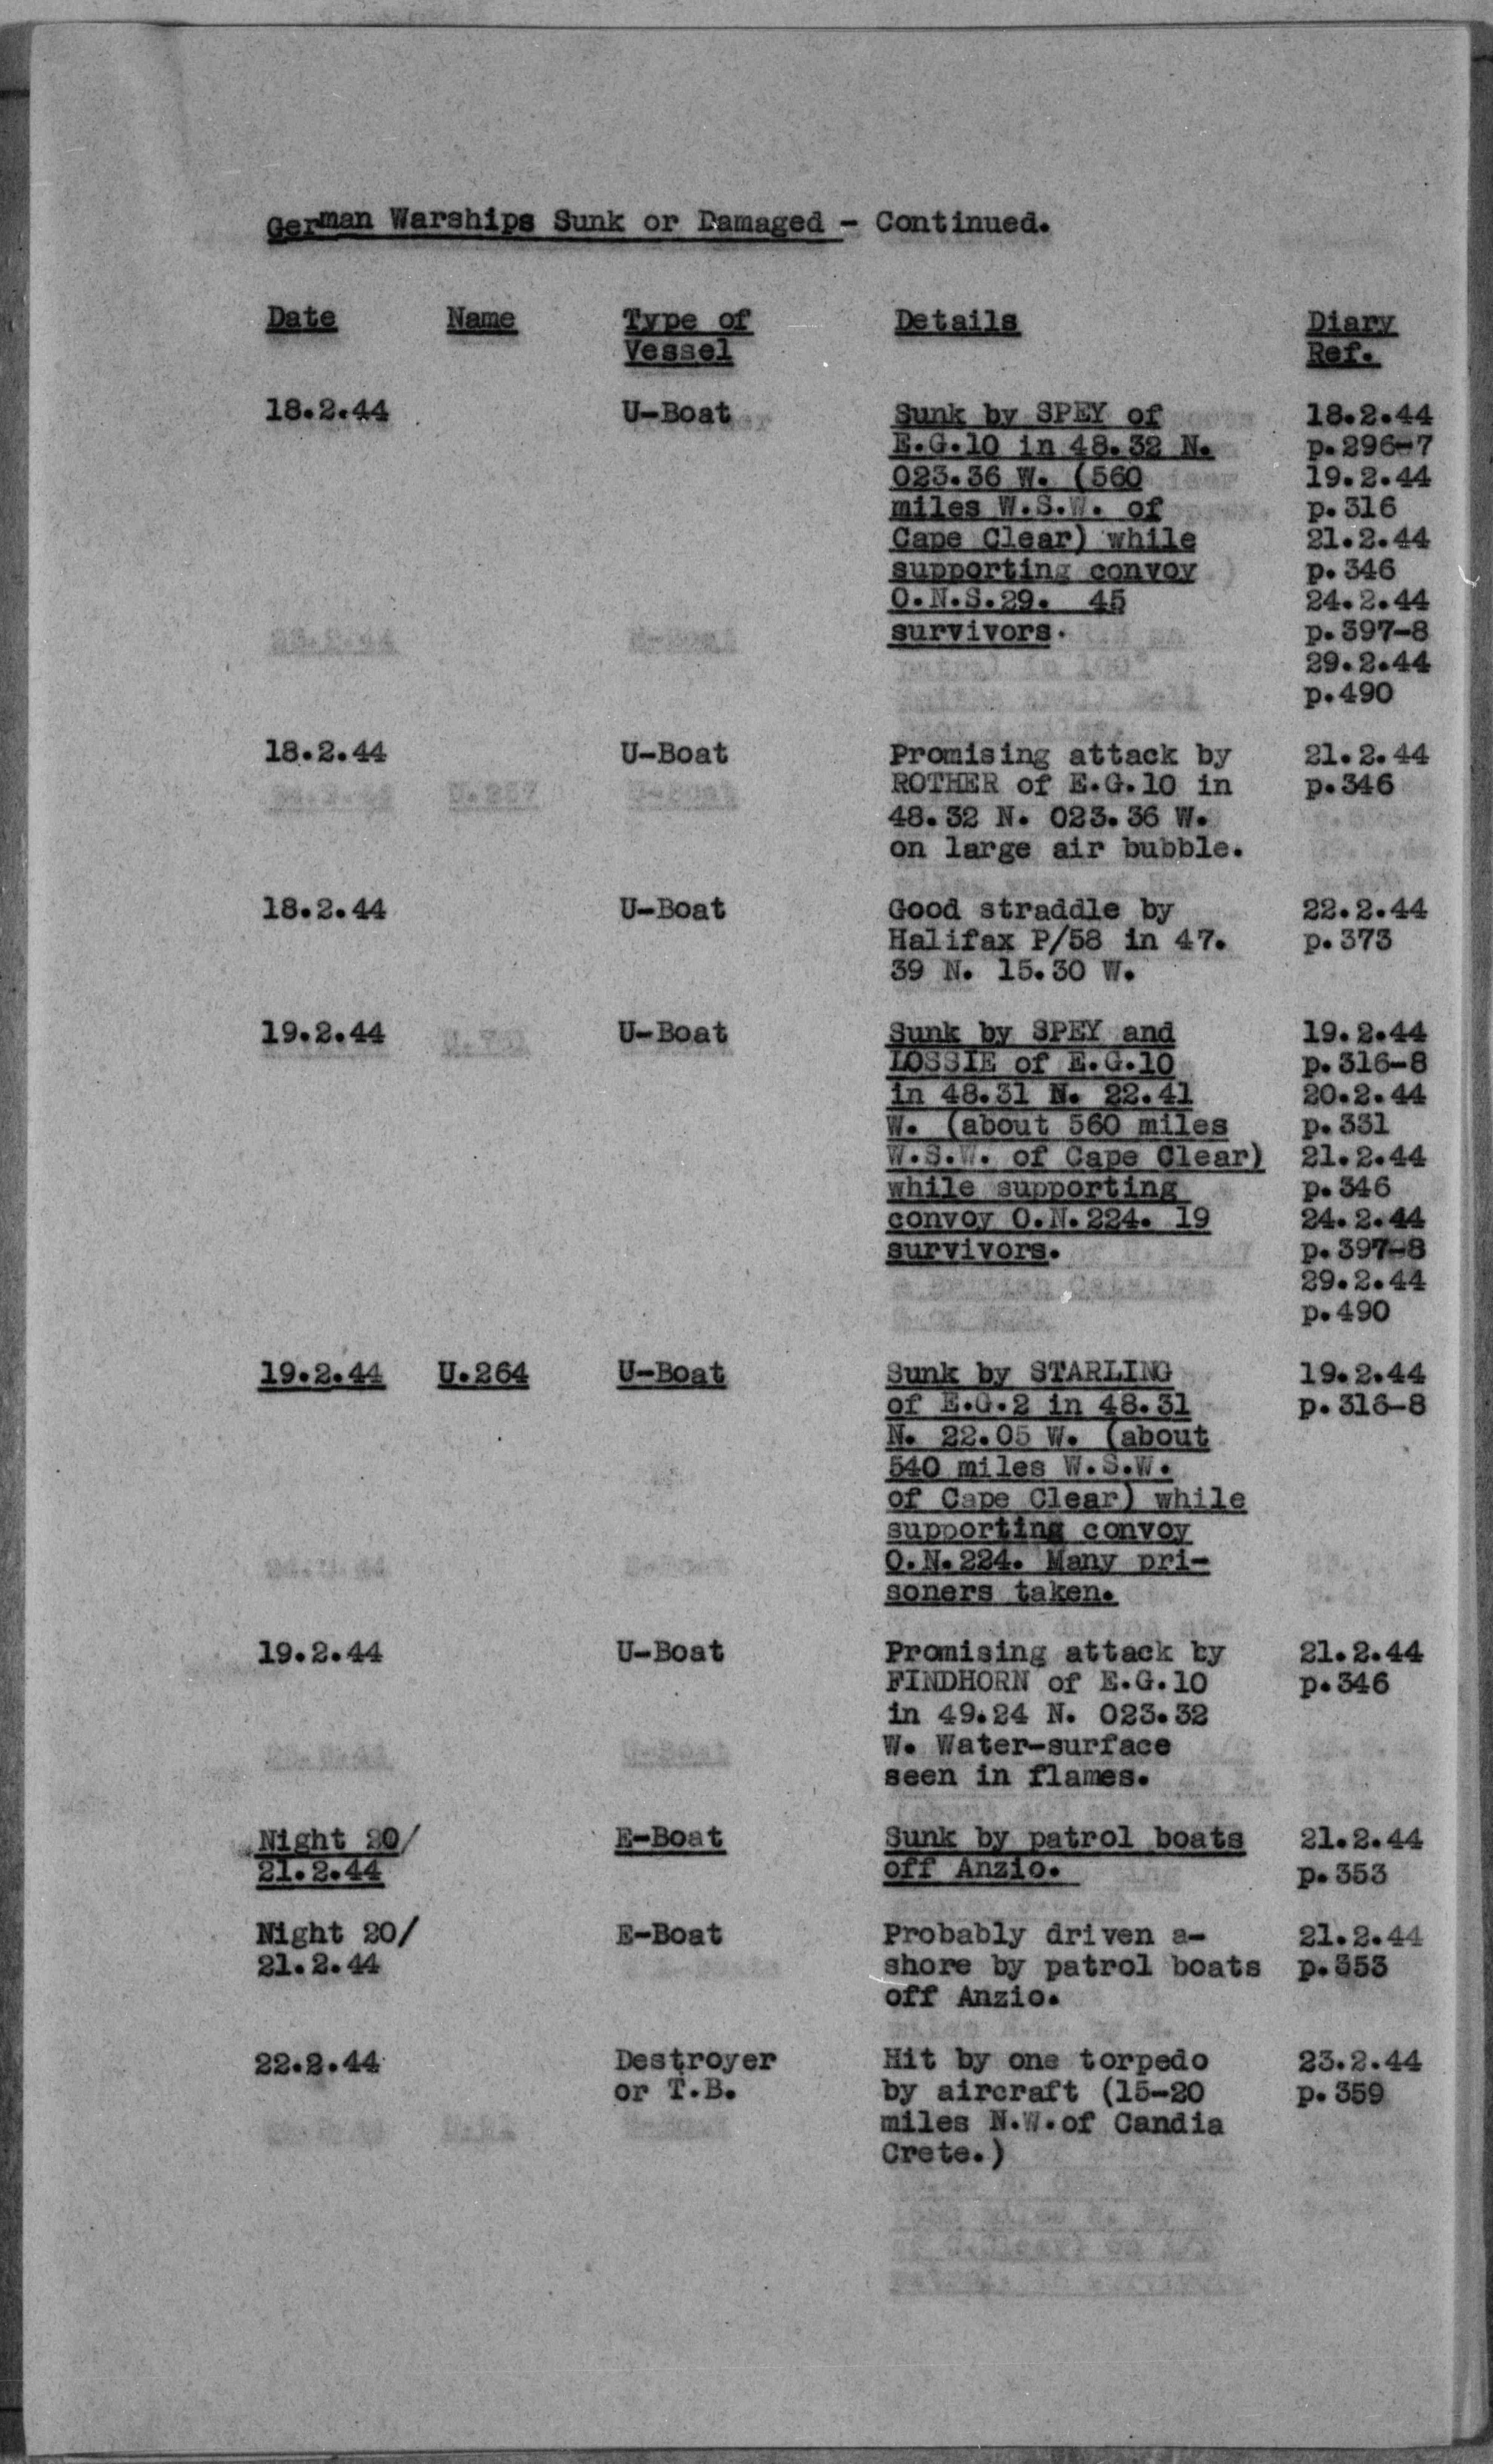 German Warships Sunk or Damaged - Continued.
Date Name Type of Details Diary
Vessel Ref.
18.2.44 U-Boat Sunk by SPEY of 18.2.44
E.G.10 in 48.32 N. p.296-7
023.36 W. (560 19.2.44
miles W.S.W. of p.316
Cape Clear) while 21.2.44
supporting convoy p.346
O.N.S.29. 45 24.2.44
survivors. p.397-8
29.2.44
p.490
18.2.44 U-Boat Promising attack by 21.2.44
ROTHER of E.G.10 in p.346
48.32 N. 023.36 W.
on large air bubble.
18.2.44 U-Boat Good straddle by 22.2.44
Halifax P/58 in 47. p.373
39 N. 15.30 W.
19.2.44 U-Boat Sunk by SPEY and 19.2.44
LOSSIE of E.G.10 p.316-8
in 48.31 N. 22.41 20.2.44
W. (about 560 miles p.331
W.S.W. of Cape Clear) 21.2.44
while supporting p.346
convoy O.N.224. 19 24.2.44
survivors. p.397-8
29.2.44
p.490
19.2.44 U.264 U-Boat Sunk by STARLING 19.2.44
of E.G.2 in 48.31 p.316-8
N. 22.05 W. (about
540 miles W.S.W.
of Cape Clear) while
supporting convoy
O.N.224. Many pri-
soners taken.
19.2.44 U-Boat Promising attack by 21.2.44
FINDHORN of E.G.10 p.346
in 49.24 N. 023.32
W. Water-surface
seen in flames.
Night 20/ E-Boat Sunk by patrol boats 21.2.44
21.2.44 off Anzio. p.353
Night 20/ E-Boat Probably driven a- 21.2.44
21.2.44 shore by patrol boats p.353
off Anzio.
22.2.44 Destroyer Hit by one torpedo 23.2.44
or T.B. by aircraft (15-20 p.359
miles N.W.of Candia
Crete.)